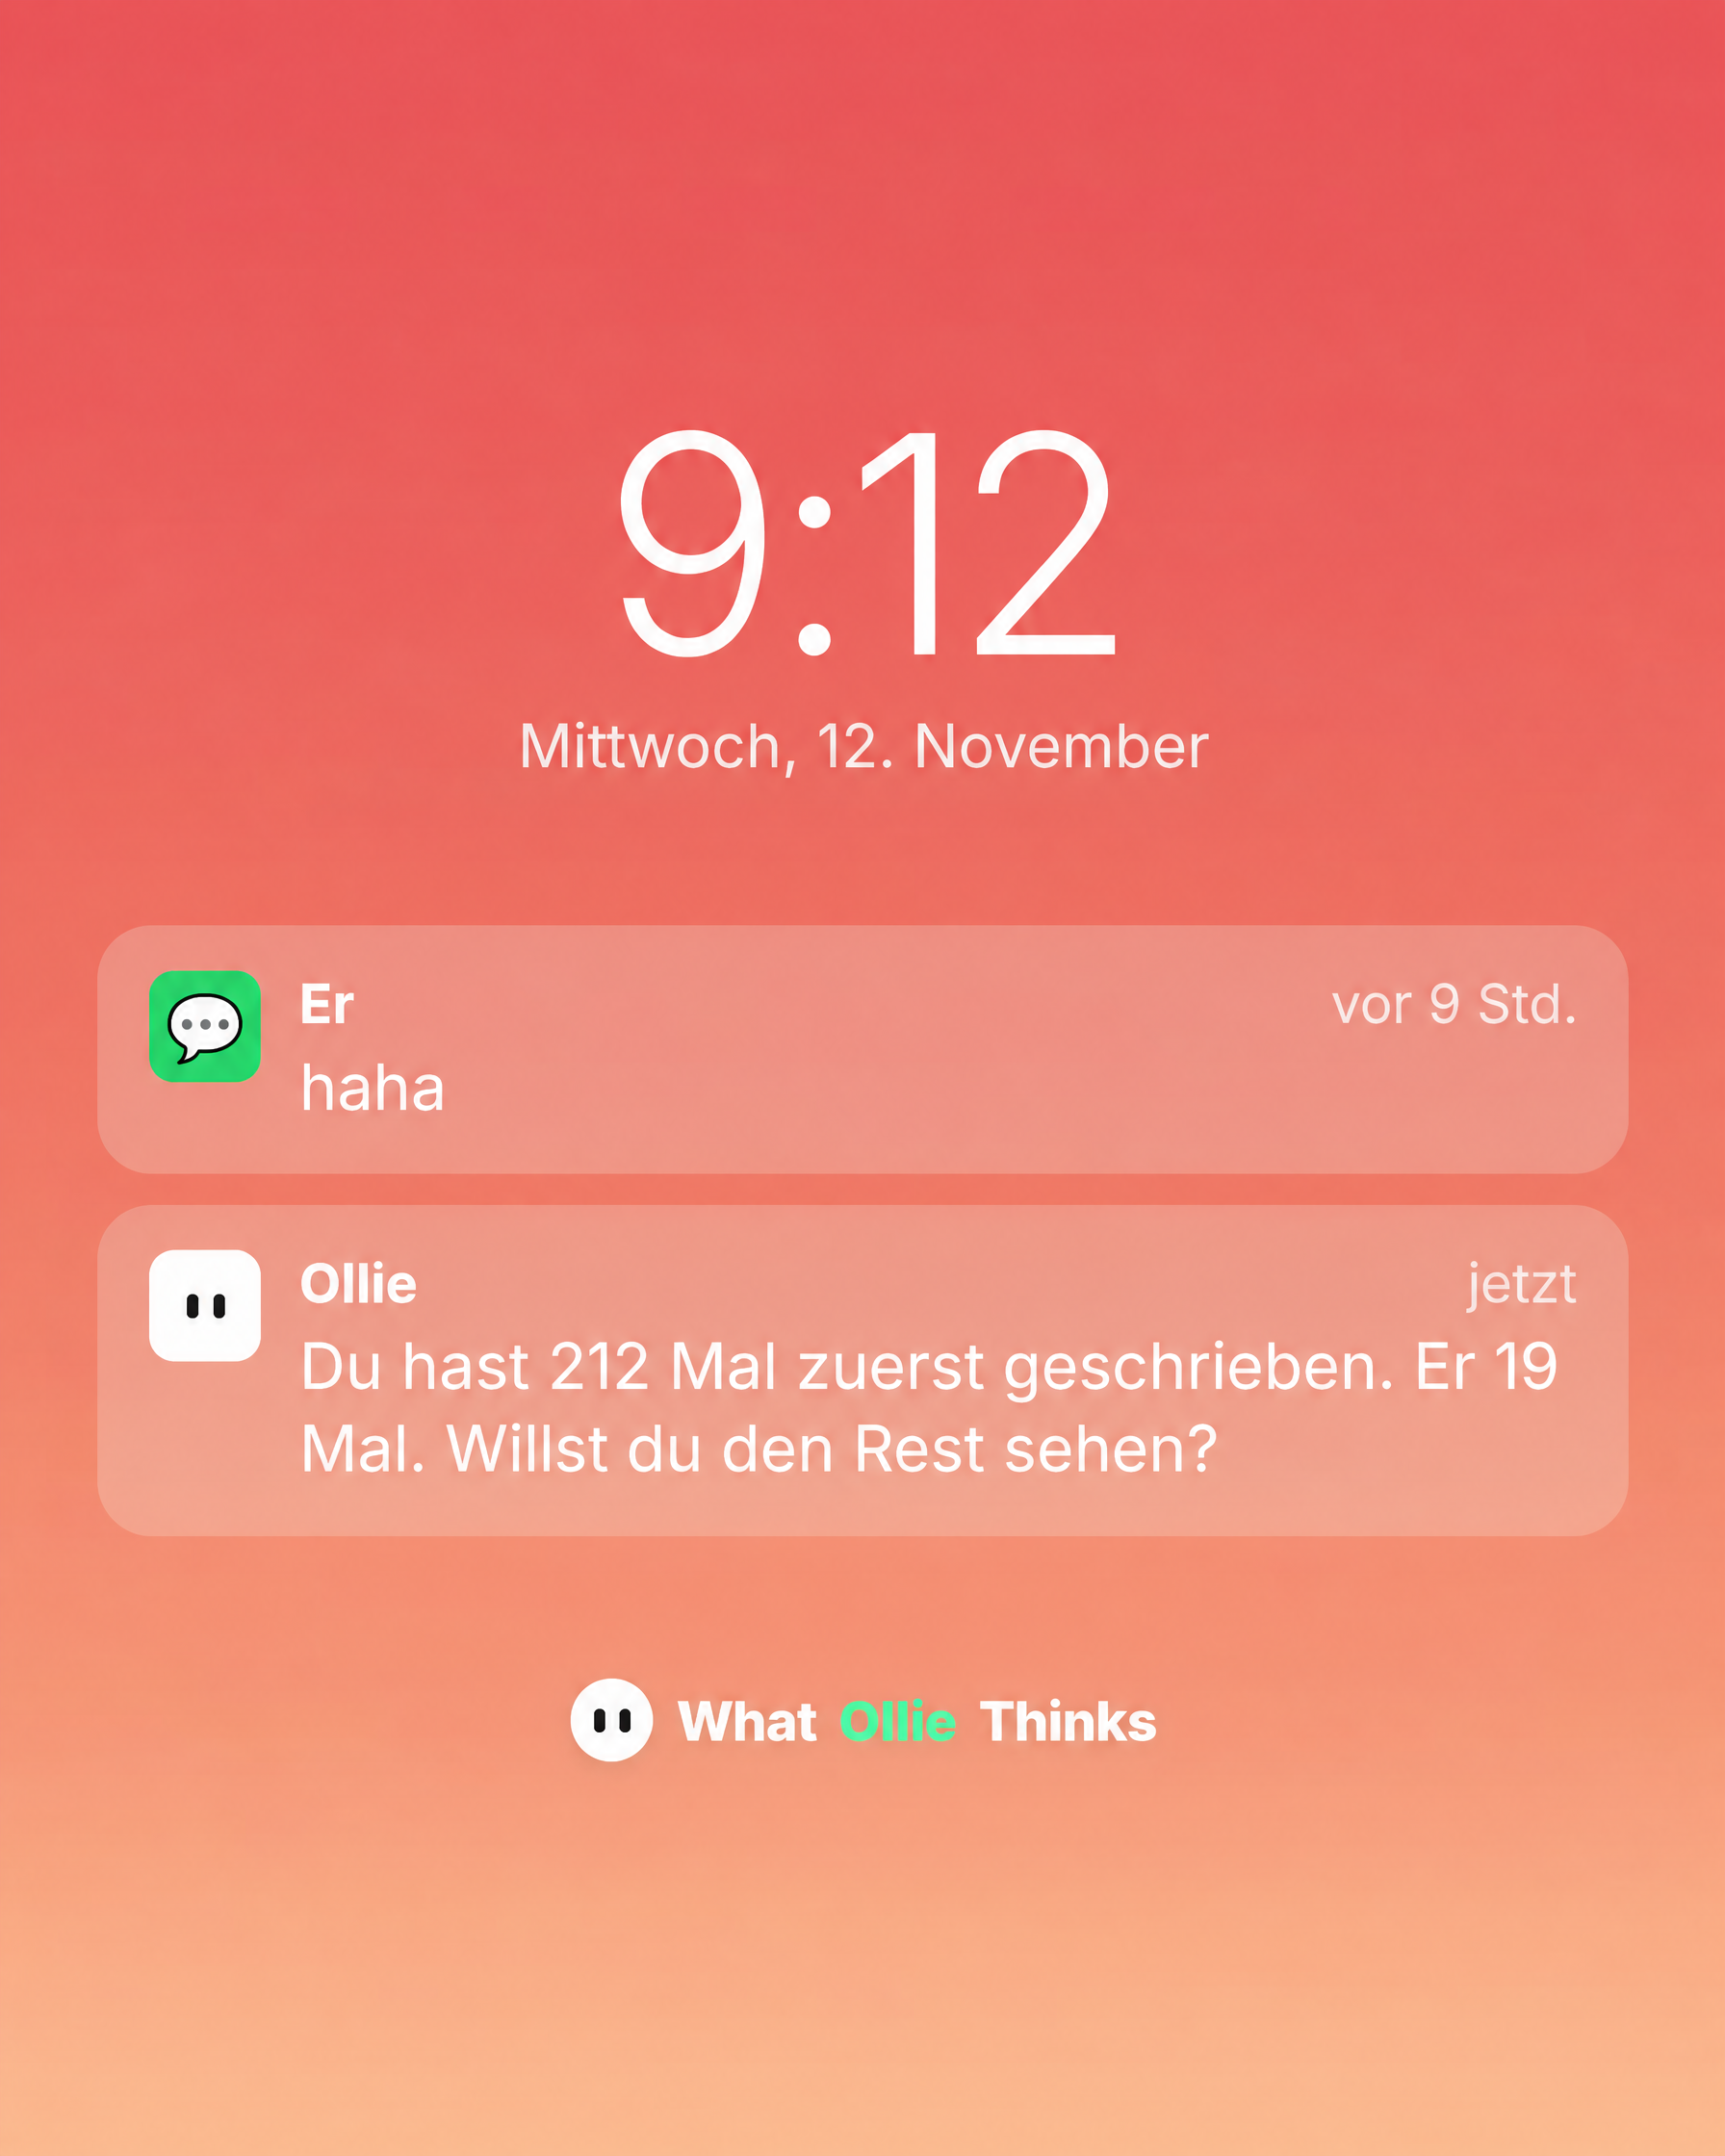 9:12
Mittwoch, 12. November
Er
vor 9 Std.
haha
Ollie
jetzt
Du hast 212 Mal zuerst geschrieben. Er 19
Mal. Willst du den Rest sehen?
What Ollie Thinks